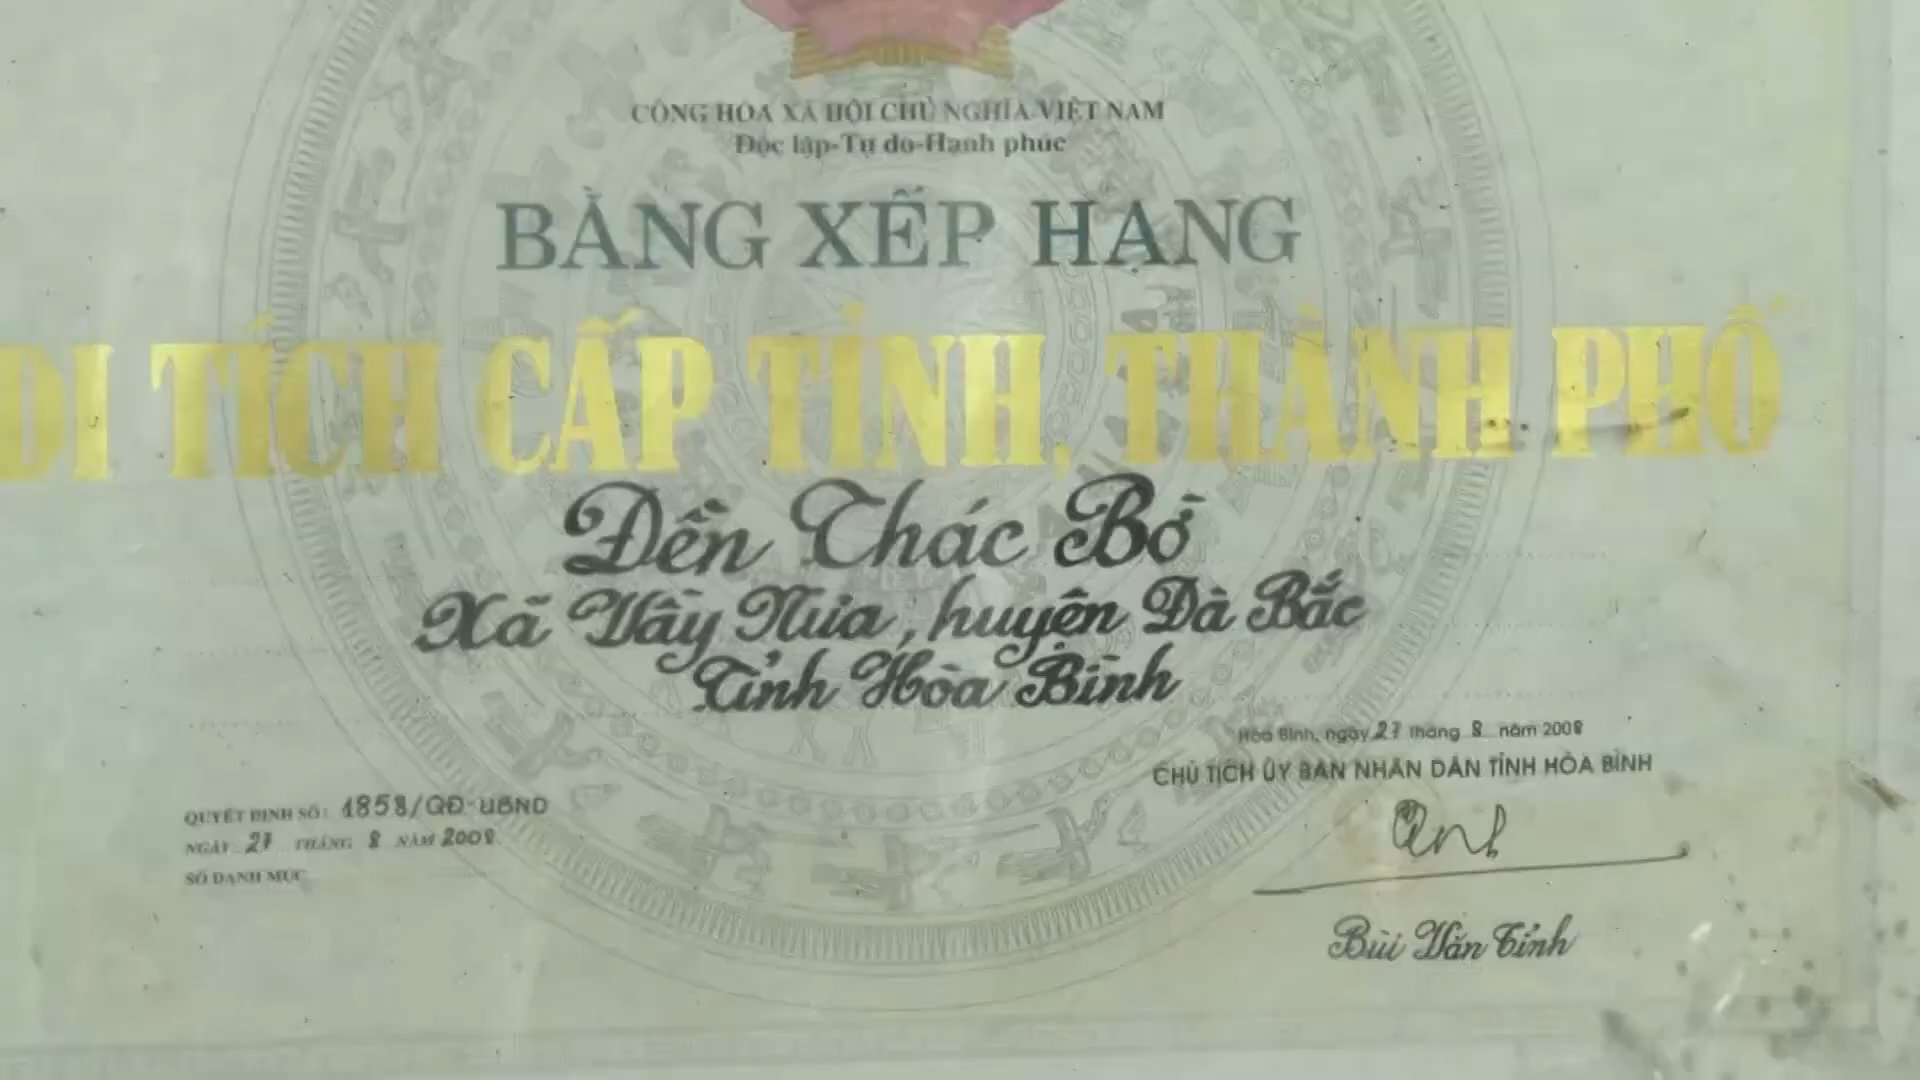 CỘNG HÒA XÃ HỘI CHỦ NGHĨA VIỆT NAM
Độc lập-Tự do-Hạnh phúc
BẰNG XẾP HẠNG
DI TÍCH CẤP TỈNH, THÀNH PHỐ
Đền Thác Bờ
Xã Vầy Nưa, huyện Đà Bắc
Tỉnh Hòa Bình
Hòa Bình, ngày 27 tháng 8 năm 2008
CHỦ TỊCH ỦY BAN NHÂN DÂN TỈNH HÒA BÌNH
QUYẾT ĐỊNH SỐ: 1858/QĐ-UBND
NGÀY 27 THÁNG 8 NĂM 2008
SỐ DANH MỤC
Bùi Văn Tỉnh